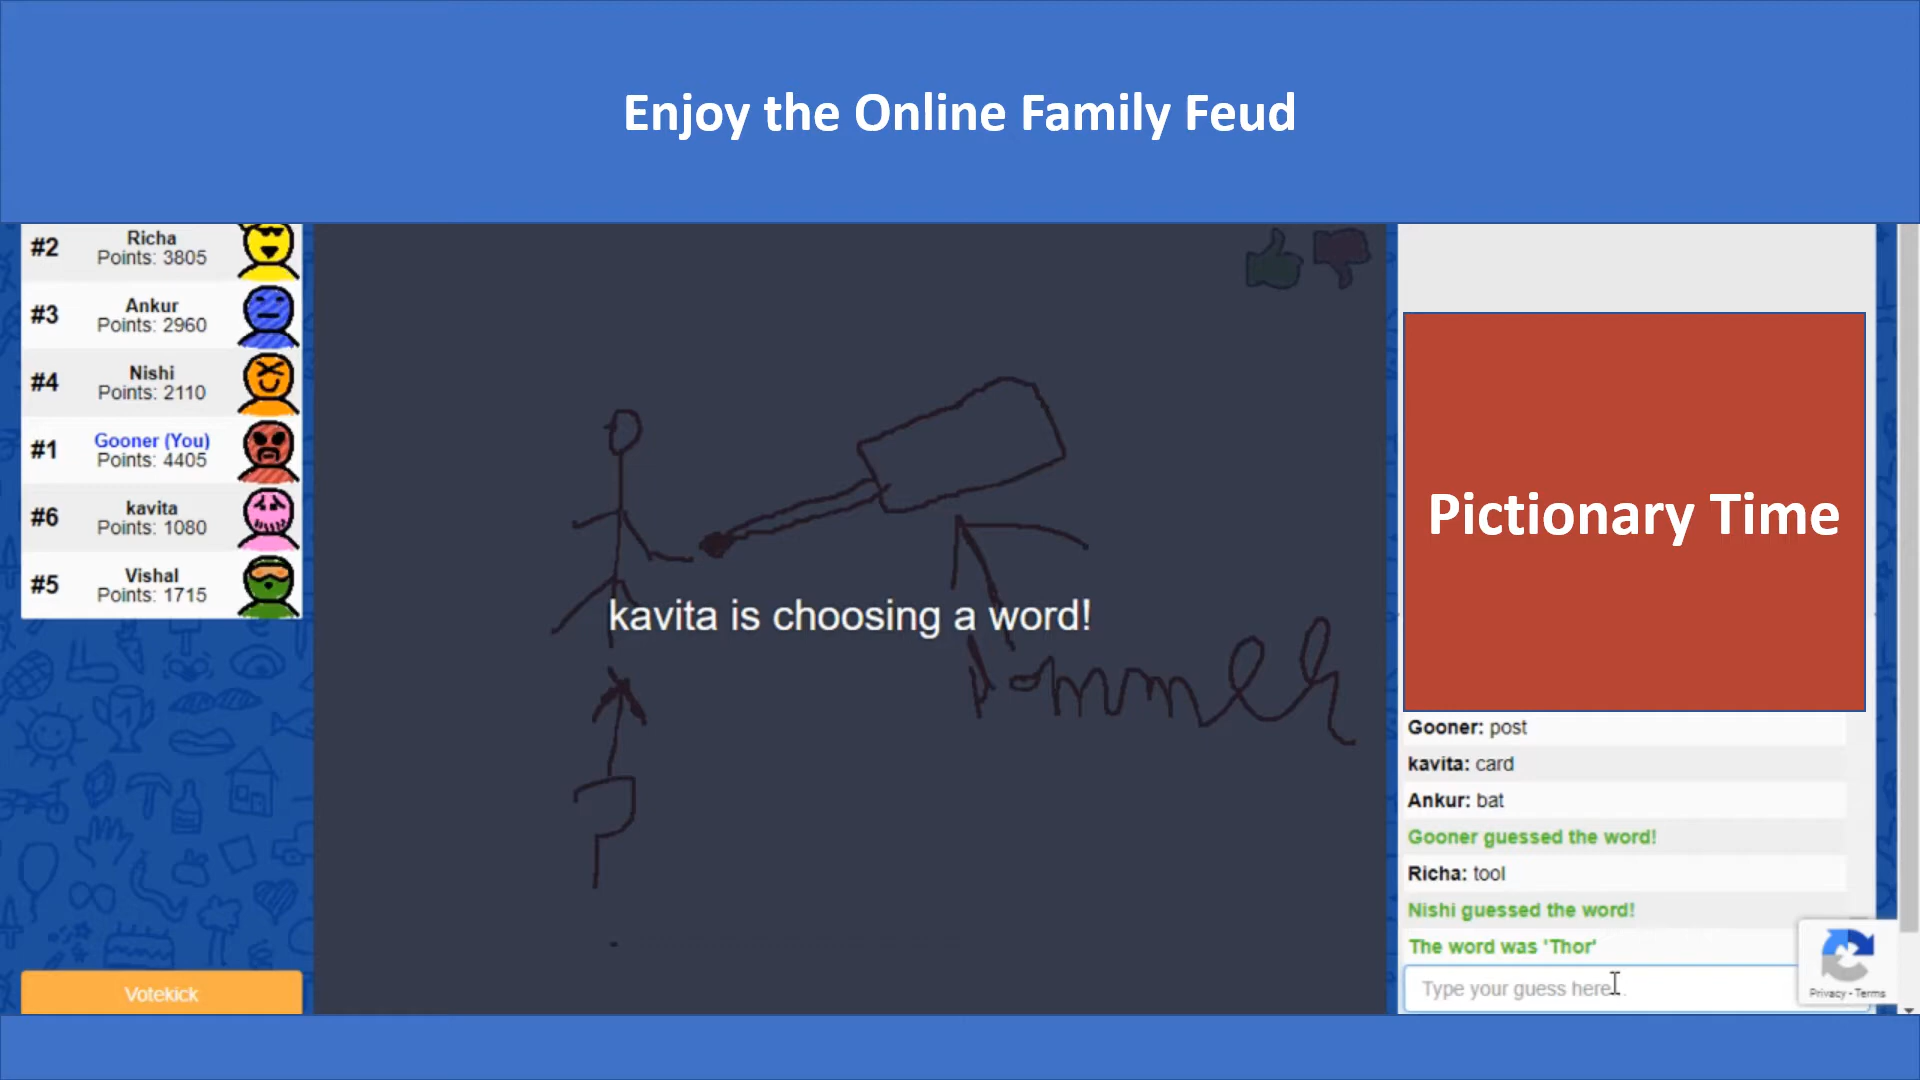 Enjoy the Online Family Feud
#2
Richa
Points: 3805
#3
Ankur
Points: 2960
#4
Nishi
Points: 2110
#1
Gooner (You)
Points: 4405
#6
kavita
Points: 1080
#5
Vishal
Points: 1715
Votekick
kavita is choosing a word!
Pictionary Time
Gooner: post
kavita: card
Ankur: bat
Gooner guessed the word!
Richa: tool
Nishi guessed the word!
The word was 'Thor'
Type your guess here...
Privacy - Terms